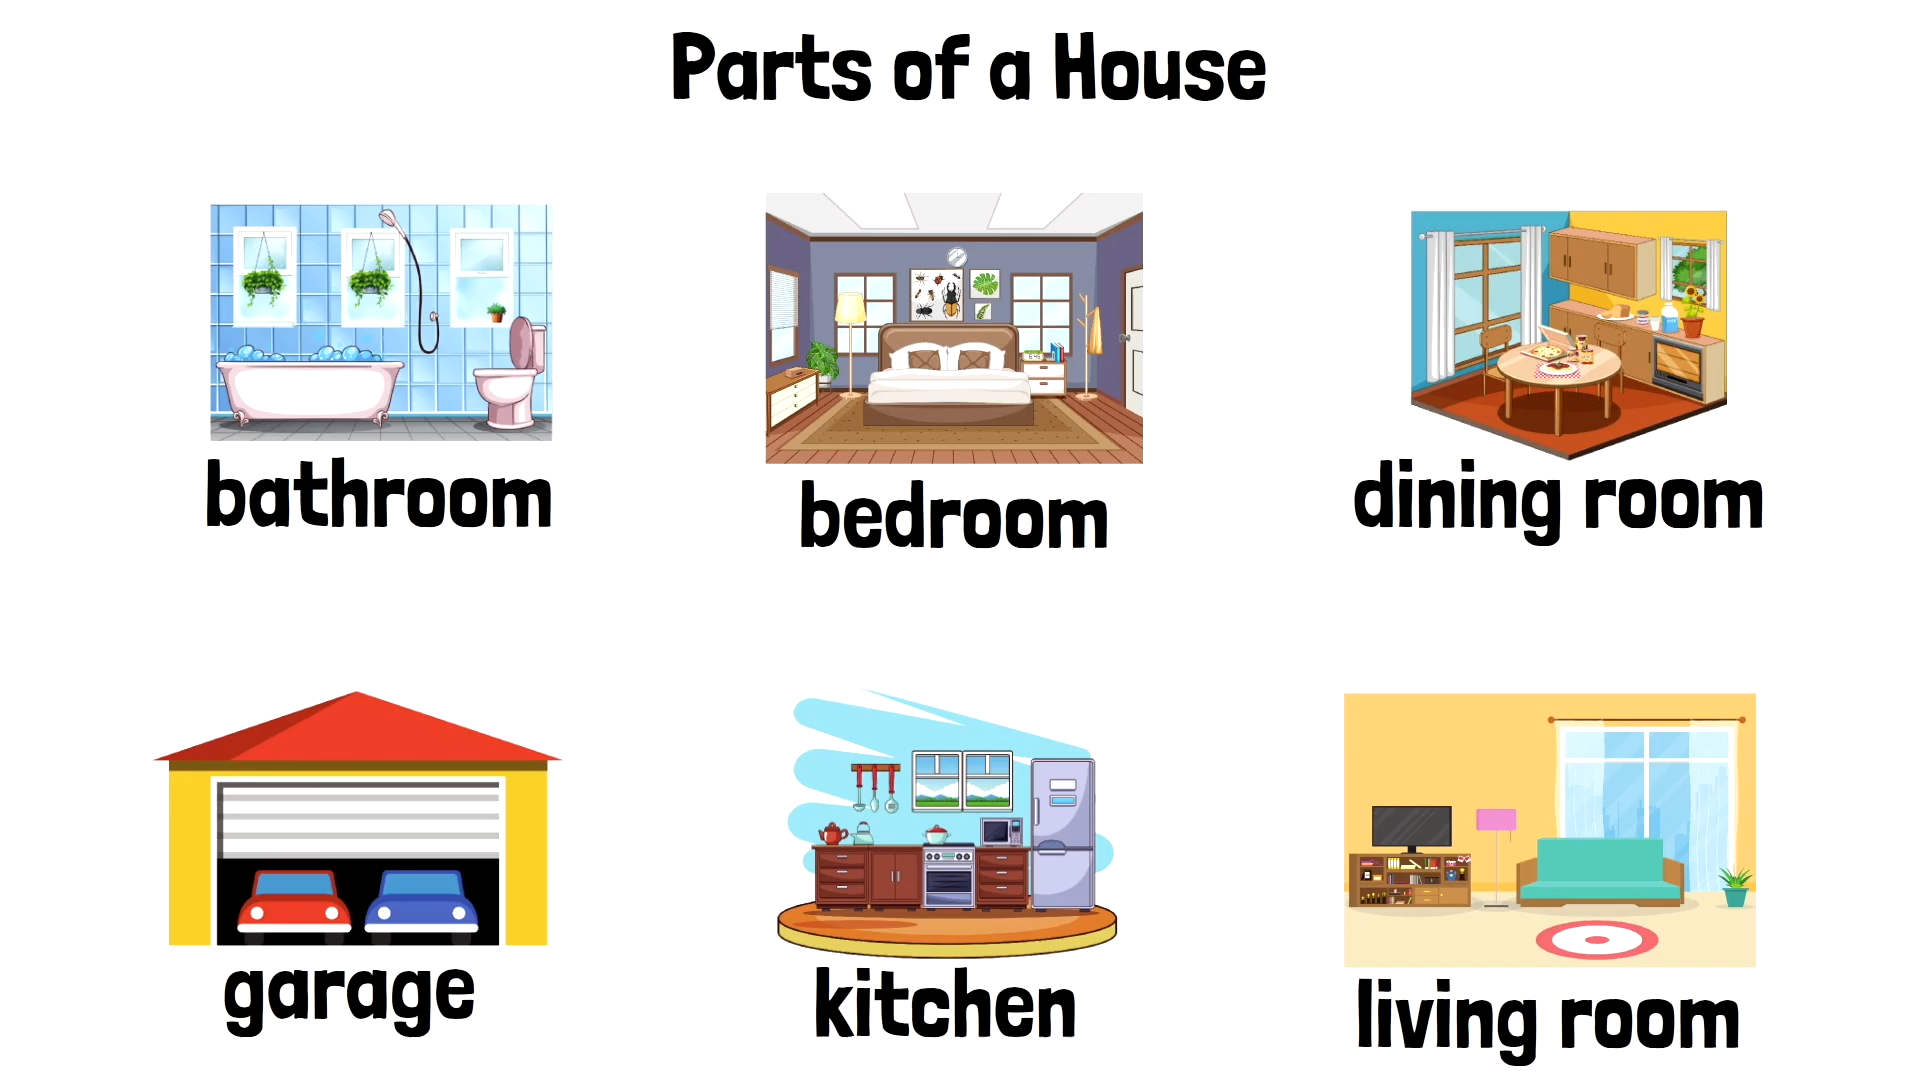 Parts of a House
bathroom
bedroom
dining room
garage
kitchen
living room